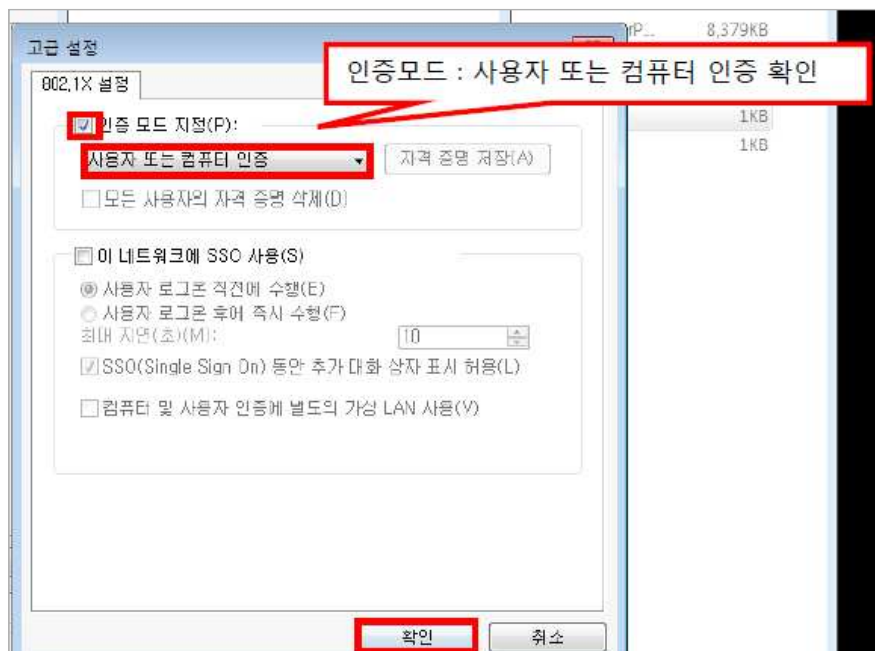 고급 설정
8,379KB
인증모드 : 사용자 또는 컴퓨터 인증 확인
802.1X 설정
1KB
인증 모드 지정(P):
1KB
사용자 또는 컴퓨터 인증
자격 증명 저장(A)
모든 사용자의 자격 증명 삭제(D)
이 네트워크에 SSO 사용(S)
사용자 로그온 직전에 수행(E)
사용자 로그온 후에 즉시 수행(F)
최대 지연(초)(M):
10
SSO(Single Sign On) 동안 추가 대화 상자 표시 허용(L)
컴퓨터 및 사용자 인증에 별도의 가상 LAN 사용(V)
확인
취소